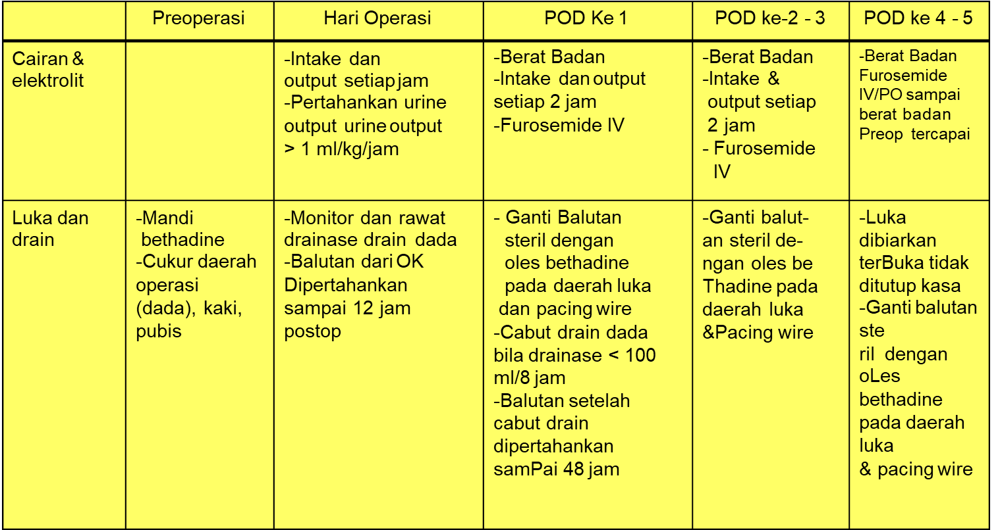 Preoperasi
Hari Operasi
POD Ke 1
POD ke-2 - 3
POD ke 4 - 5
Cairan &
elektrolit
-Intake dan
output setiap jam
-Pertahankan urine
output urine output
> 1 ml/kg/jam
-Berat Badan
-Intake dan output
setiap 2 jam
-Furosemide IV
-Berat Badan
-Intake &
output setiap
2 jam
- Furosemide
IV
-Berat Badan
Furosemide
IV/PO sampai
berat badan
Preop tercapai
Luka dan
drain
-Mandi
bethadine
-Cukur daerah
operasi
(dada), kaki,
pubis
-Monitor dan rawat
drainase drain dada
-Balutan dari OK
Dipertahankan
sampai 12 jam
postop
- Ganti Balutan
steril dengan
oles bethadine
pada daerah luka
dan pacing wire
-Cabut drain dada
bila drainase < 100
ml/8 jam
-Balutan setelah
cabut drain
dipertahankan
samPai 48 jam
-Ganti balut-
an steril de-
ngan oles be
Thadine pada
daerah luka
&Pacing wire
-Luka
dibiarkan
terBuka tidak
ditutup kasa
-Ganti balutan
ste
ril dengan
oLes
bethadine
pada daerah
luka
& pacing wire